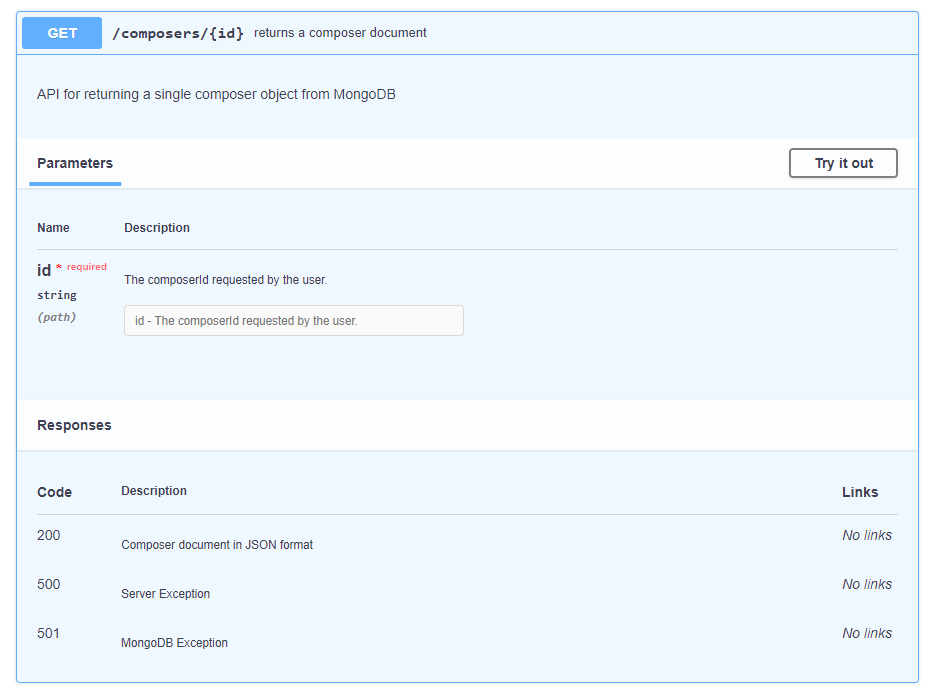 GET /composers/{id} returns a composer document
API for returning a single composer object from MongoDB
Parameters Try it out
Name Description
id * required
string
(path)
The composerId requested by the user.
id - The composerId requested by the user.
Responses
Code Description Links
200 Composer document in JSON format No links
500 Server Exception No links
501 MongoDB Exception No links